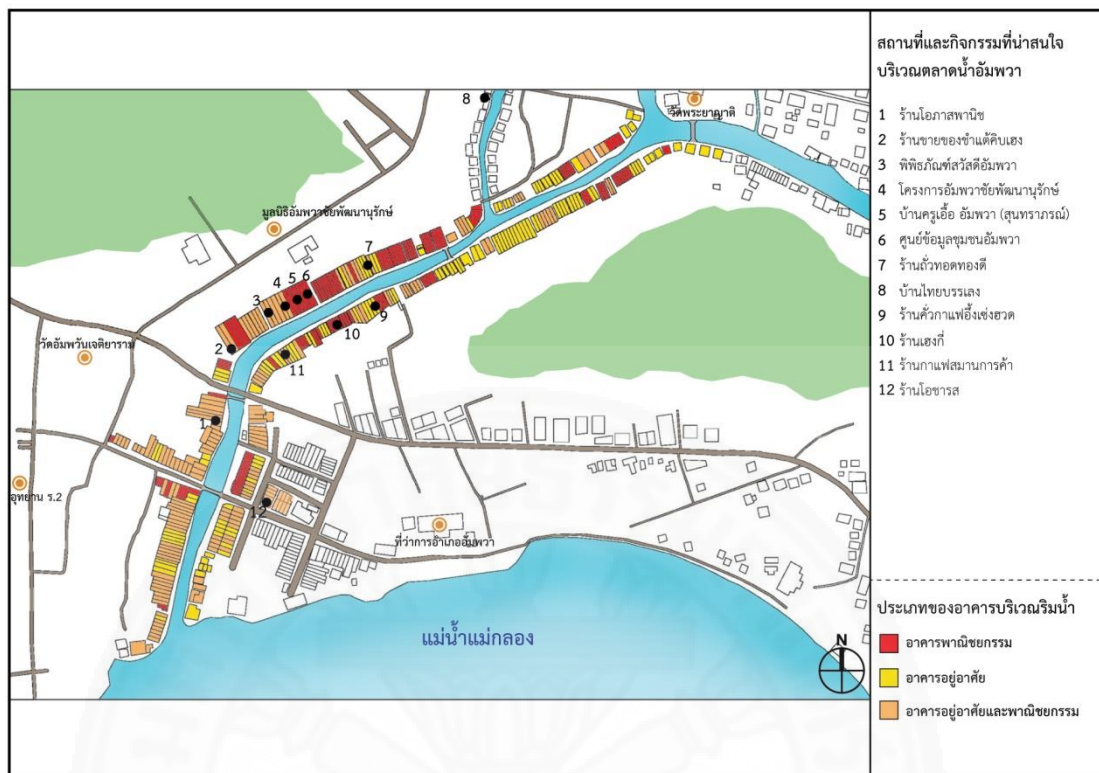 สถานที่และกิจกรรมที่น่าสนใจ
บริเวณตลาดน้ำอัมพวา
1 ร้านโอภาสพานิช
2 ร้านขายของชำแต้คิบเฮง
3 พิพิธภัณฑ์สวัสดีอัมพวา
4 โครงการอัมพวาชัยพัฒนานุรักษ์
5 บ้านครูเอื้อ อัมพวา (สุนทราภรณ์)
6 ศูนย์ข้อมูลชุมชนอัมพวา
7 ร้านถั่วทอดทองดี
8 บ้านไทยบรรเลง
9 ร้านคั่วกาแฟอึ้งเซ่งฮวด
10 ร้านเฮงกี่
11 ร้านกาแฟสมานการค้า
12 ร้านโอชารส
ประเภทของอาคารบริเวณริมน้ำ
อาคารพาณิชยกรรม
อาคารอยู่อาศัย
อาคารอยู่อาศัยและพาณิชยกรรม
8
วัดพระยาญาติ
มูลนิธิอัมพวาชัยพัฒนานุรักษ์
7
6
5
4
3
9
10
2
11
วัดอัมพวันเจติยาราม
1
อุทยาน ร.2
12
ที่ว่าการอำเภออัมพวา
แม่น้ำแม่กลอง
N